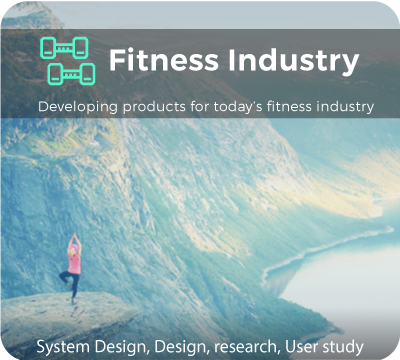 Fitness Industry
Developing products for today's fitness industry
System Design, Design, research, User study